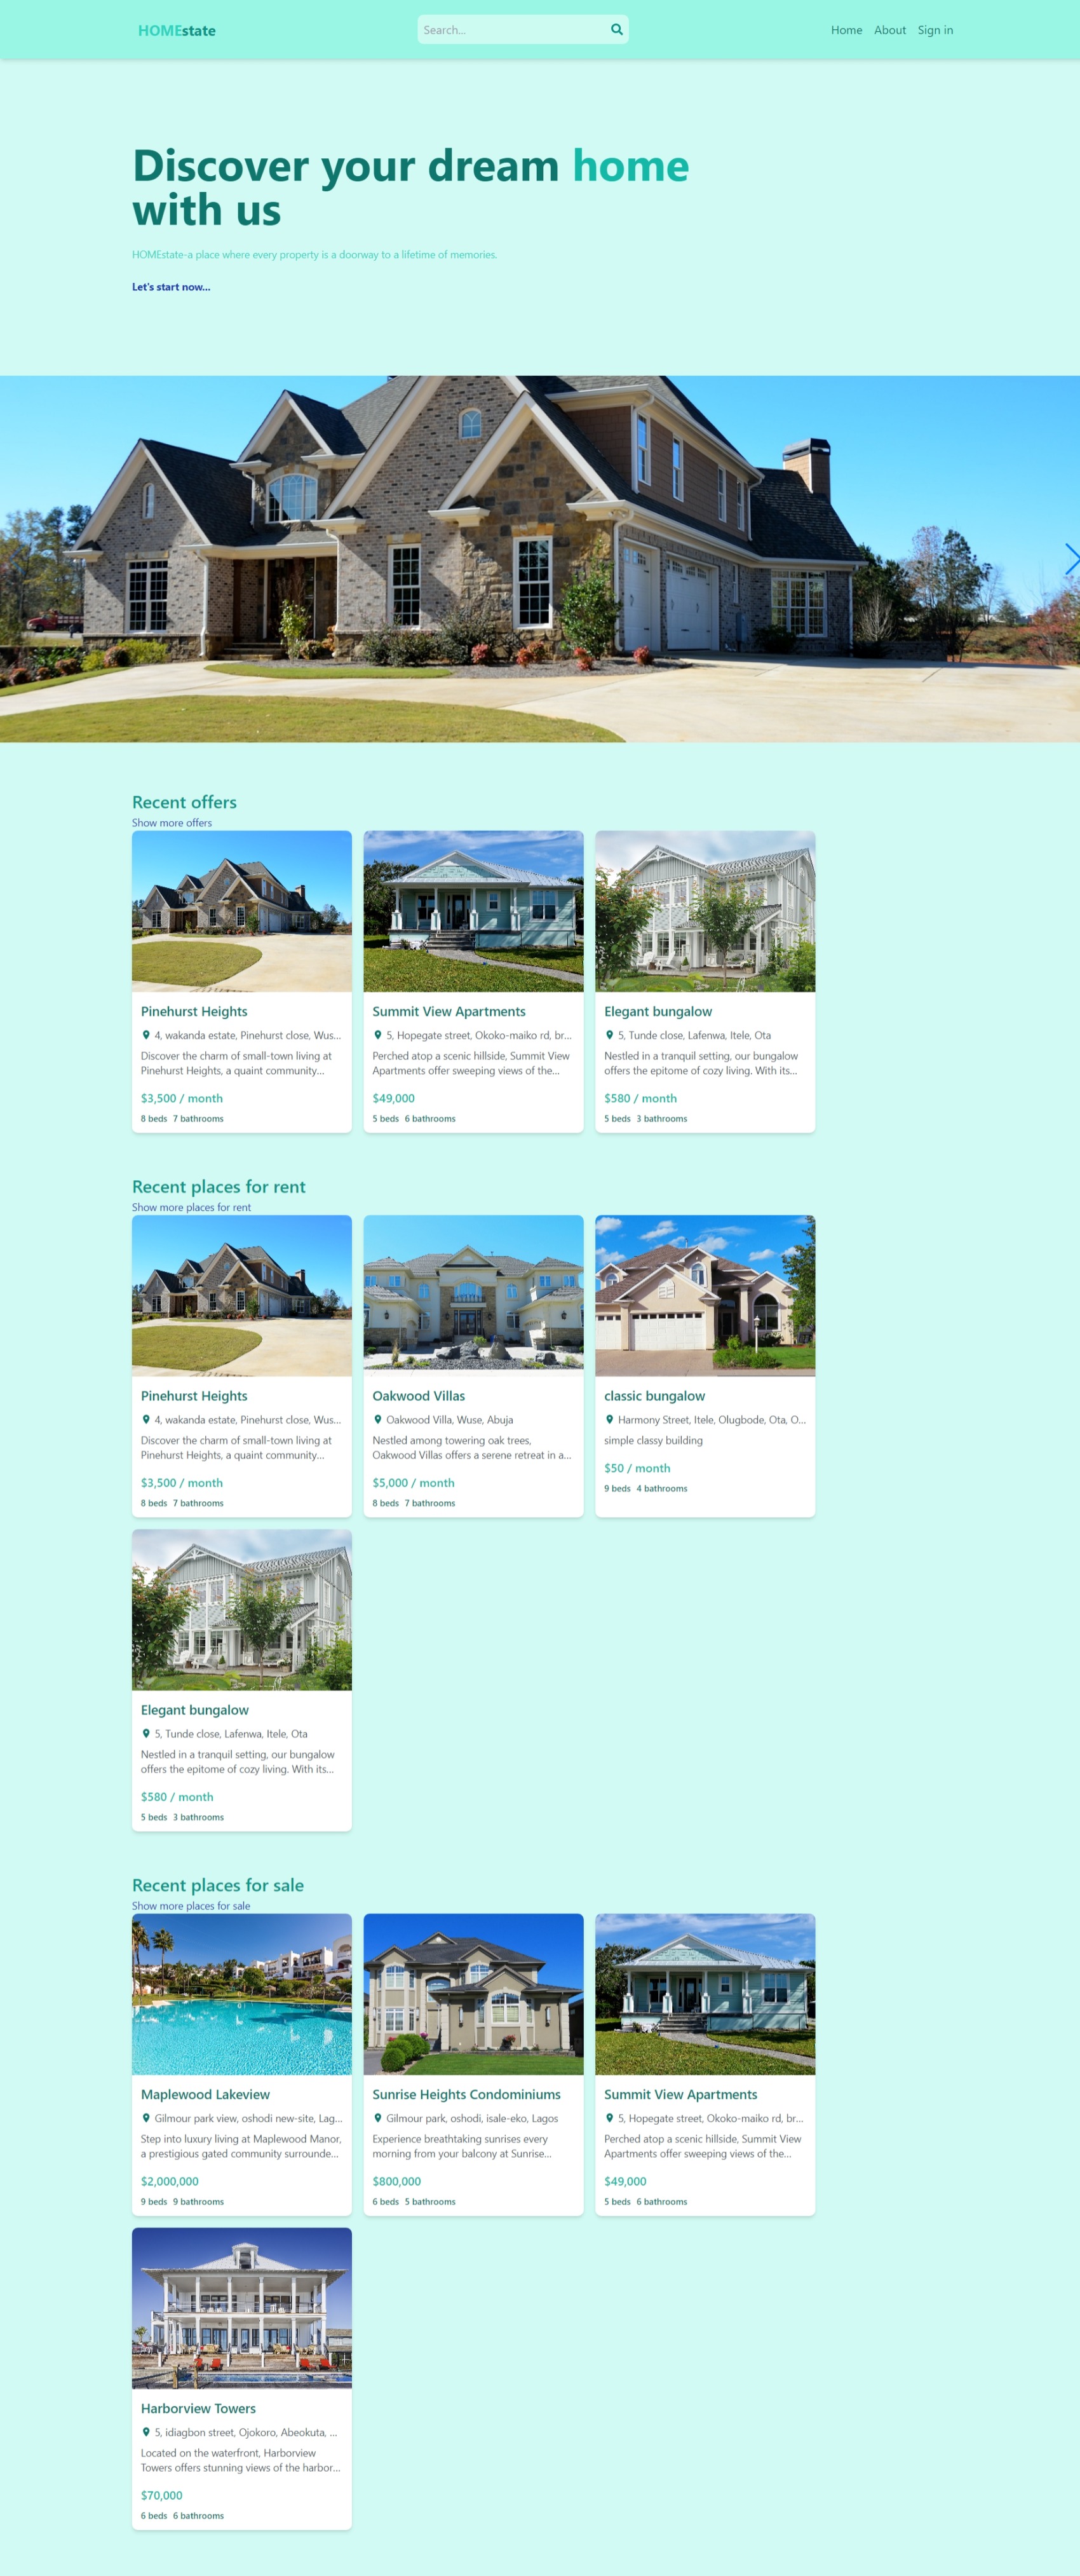 HOMEstate
Search...
Home About Sign in
Discover your dream home
with us
HOMEstate-a place where every property is a doorway to a lifetime of memories.
Let's start now...
Recent offers
Show more offers
Pinehurst Heights
4, wakanda estate, Pinehurst close, Wus...
Discover the charm of small-town living at
Pinehurst Heights, a quaint community...
$3,500 / month
8 beds 7 bathrooms
Summit View Apartments
5, Hopegate street, Okoko-maiko rd, br...
Perched atop a scenic hillside, Summit View
Apartments offer sweeping views of the...
$49,000
5 beds 6 bathrooms
Elegant bungalow
5, Tunde close, Lafenwa, Itele, Ota
Nestled in a tranquil setting, our bungalow
offers the epitome of cozy living. With its...
$580 / month
5 beds 3 bathrooms
Recent places for rent
Show more places for rent
Pinehurst Heights
4, wakanda estate, Pinehurst close, Wus...
Discover the charm of small-town living at
Pinehurst Heights, a quaint community...
$3,500 / month
8 beds 7 bathrooms
Oakwood Villas
Oakwood Villa, Wuse, Abuja
Nestled among towering oak trees,
Oakwood Villas offers a serene retreat in a...
$5,000 / month
8 beds 7 bathrooms
classic bungalow
Harmony Street, Itele, Olugbode, Ota, O...
simple classy building
$50 / month
9 beds 4 bathrooms
Elegant bungalow
5, Tunde close, Lafenwa, Itele, Ota
Nestled in a tranquil setting, our bungalow
offers the epitome of cozy living. With its...
$580 / month
5 beds 3 bathrooms
Recent places for sale
Show more places for sale
Maplewood Lakeview
Gilmour park view, oshodi new-site, Lag...
Step into luxury living at Maplewood Manor,
a prestigious gated community surrounde...
$2,000,000
9 beds 9 bathrooms
Sunrise Heights Condominiums
Gilmour park, oshodi, isale-eko, Lagos
Experience breathtaking sunrises every
morning from your balcony at Sunrise...
$800,000
6 beds 5 bathrooms
Summit View Apartments
5, Hopegate street, Okoko-maiko rd, br...
Perched atop a scenic hillside, Summit View
Apartments offer sweeping views of the...
$49,000
5 beds 6 bathrooms
Harborview Towers
5, idiagbon street, Ojokoro, Abeokuta, ...
Located on the waterfront, Harborview
Towers offers stunning views of the harbor...
$70,000
6 beds 6 bathrooms